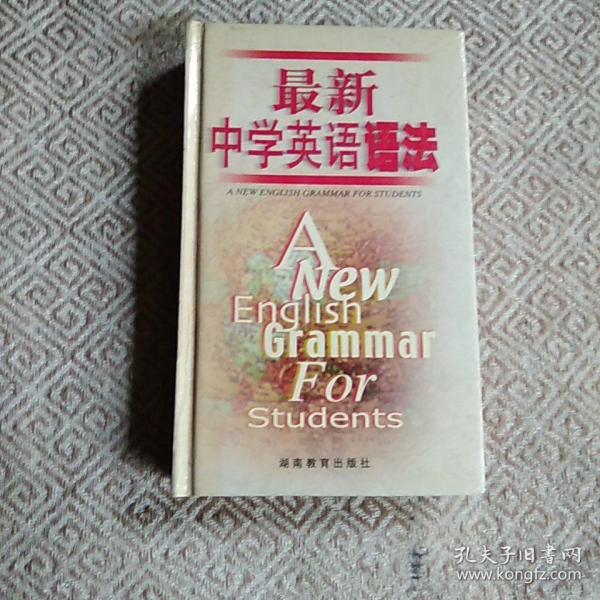 最新
中学英语语法
A NEW ENGLISH GRAMMAR FOR STUDENTS
A
New
English
Grammar
For
Students
湖南教育出版社
孔夫子旧书网
www.kongfz.com